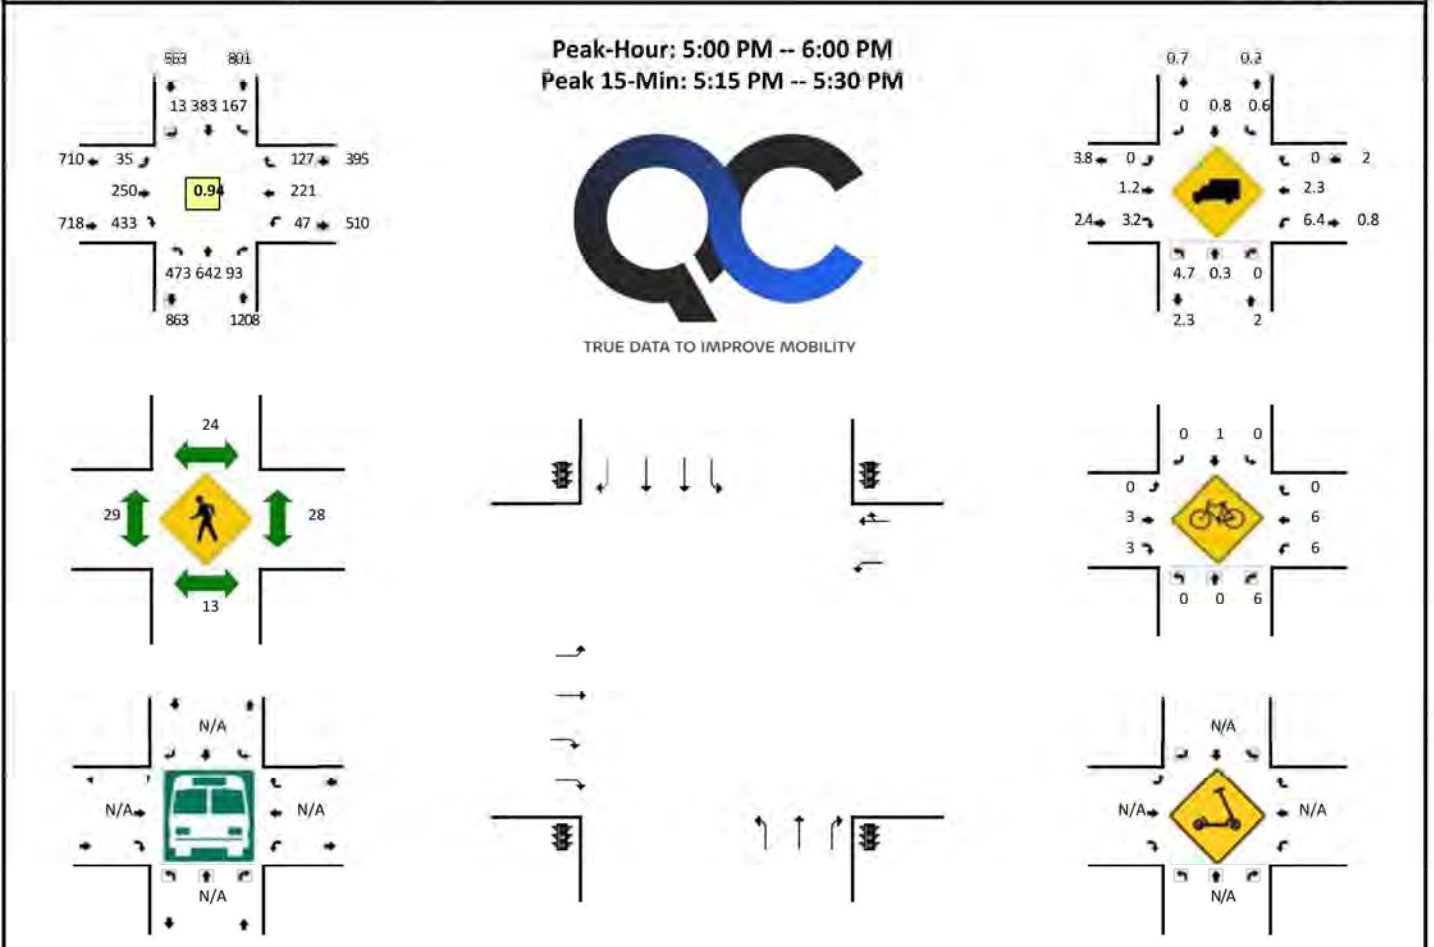 Peak-Hour: 5:00 PM -- 6:00 PM
Peak 15-Min: 5:15 PM -- 5:30 PM
563 801
13 383 167
710 35 127 395
250 0.94 221
718 433 47 510
473 642 93
863 1208
QC
TRUE DATA TO IMPROVE MOBILITY
0.7 0.2
0 0.8 0.6
3.8 0 0 2
1.2 2.3
2.4 3.2 6.4 0.8
4.7 0.3 0
2.3 2
24
29 28
13
0 1 0
0 0
3 6
3 6
0 0 6
N/A
N/A N/A
N/A
N/A
N/A N/A
N/A